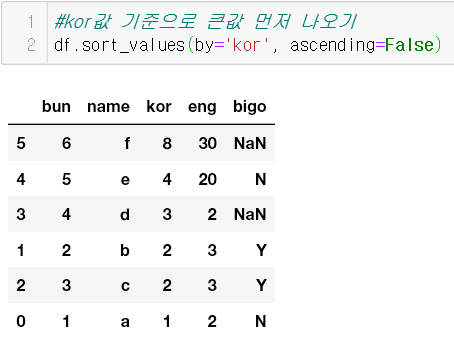 1 #kor값 기준으로 큰값 먼저 나오기
2 df.sort_values(by='kor', ascending=False)
bun name kor eng bigo
5 6 f 8 30 NaN
4 5 e 4 20 N
3 4 d 3 2 NaN
1 2 b 2 3 Y
2 3 c 2 3 Y
0 1 a 1 2 N